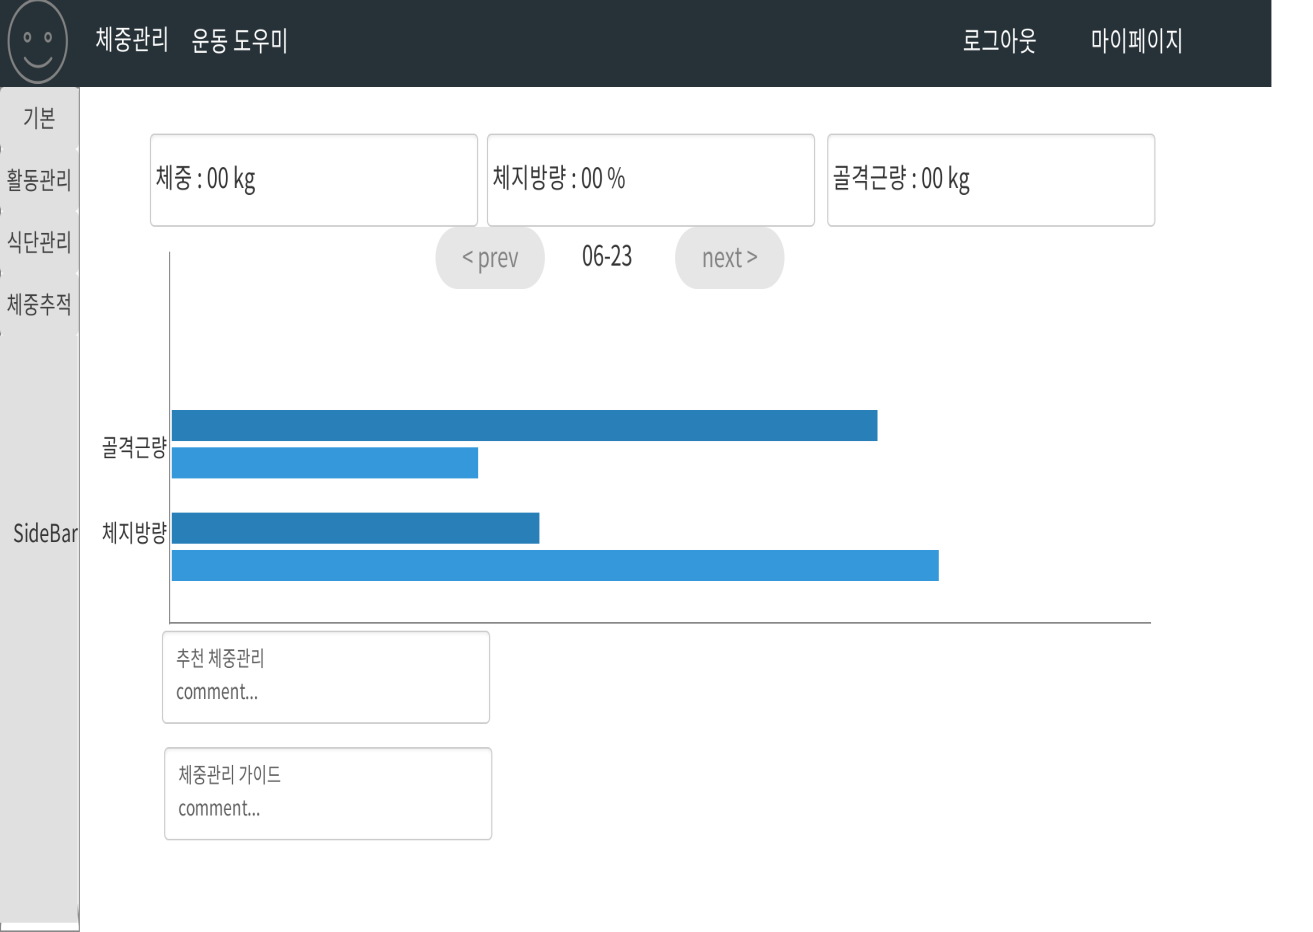 체중관리 운동 도우미 로그아웃 마이페이지
기본
활동관리
식단관리
체중추적
SideBar
체중 : 00 kg 체지방량 : 00 % 골격근량 : 00 kg
< prev 06-23 next >
골격근량
체지방량
추천 체중관리
comment...
체중관리 가이드
comment...